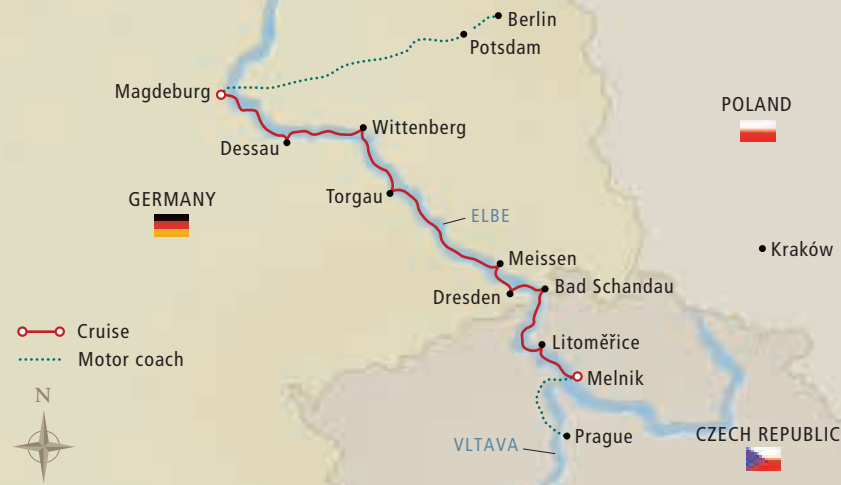 Berlin
Potsdam
Magdeburg
POLAND
Wittenberg
Dessau
GERMANY
Torgau
ELBE
Kraków
Meissen
Bad Schandau
Dresden
Cruise
Litoměřice
Motor coach
Melnik
N
Prague
CZECH REPUBLIC
VLTAVA